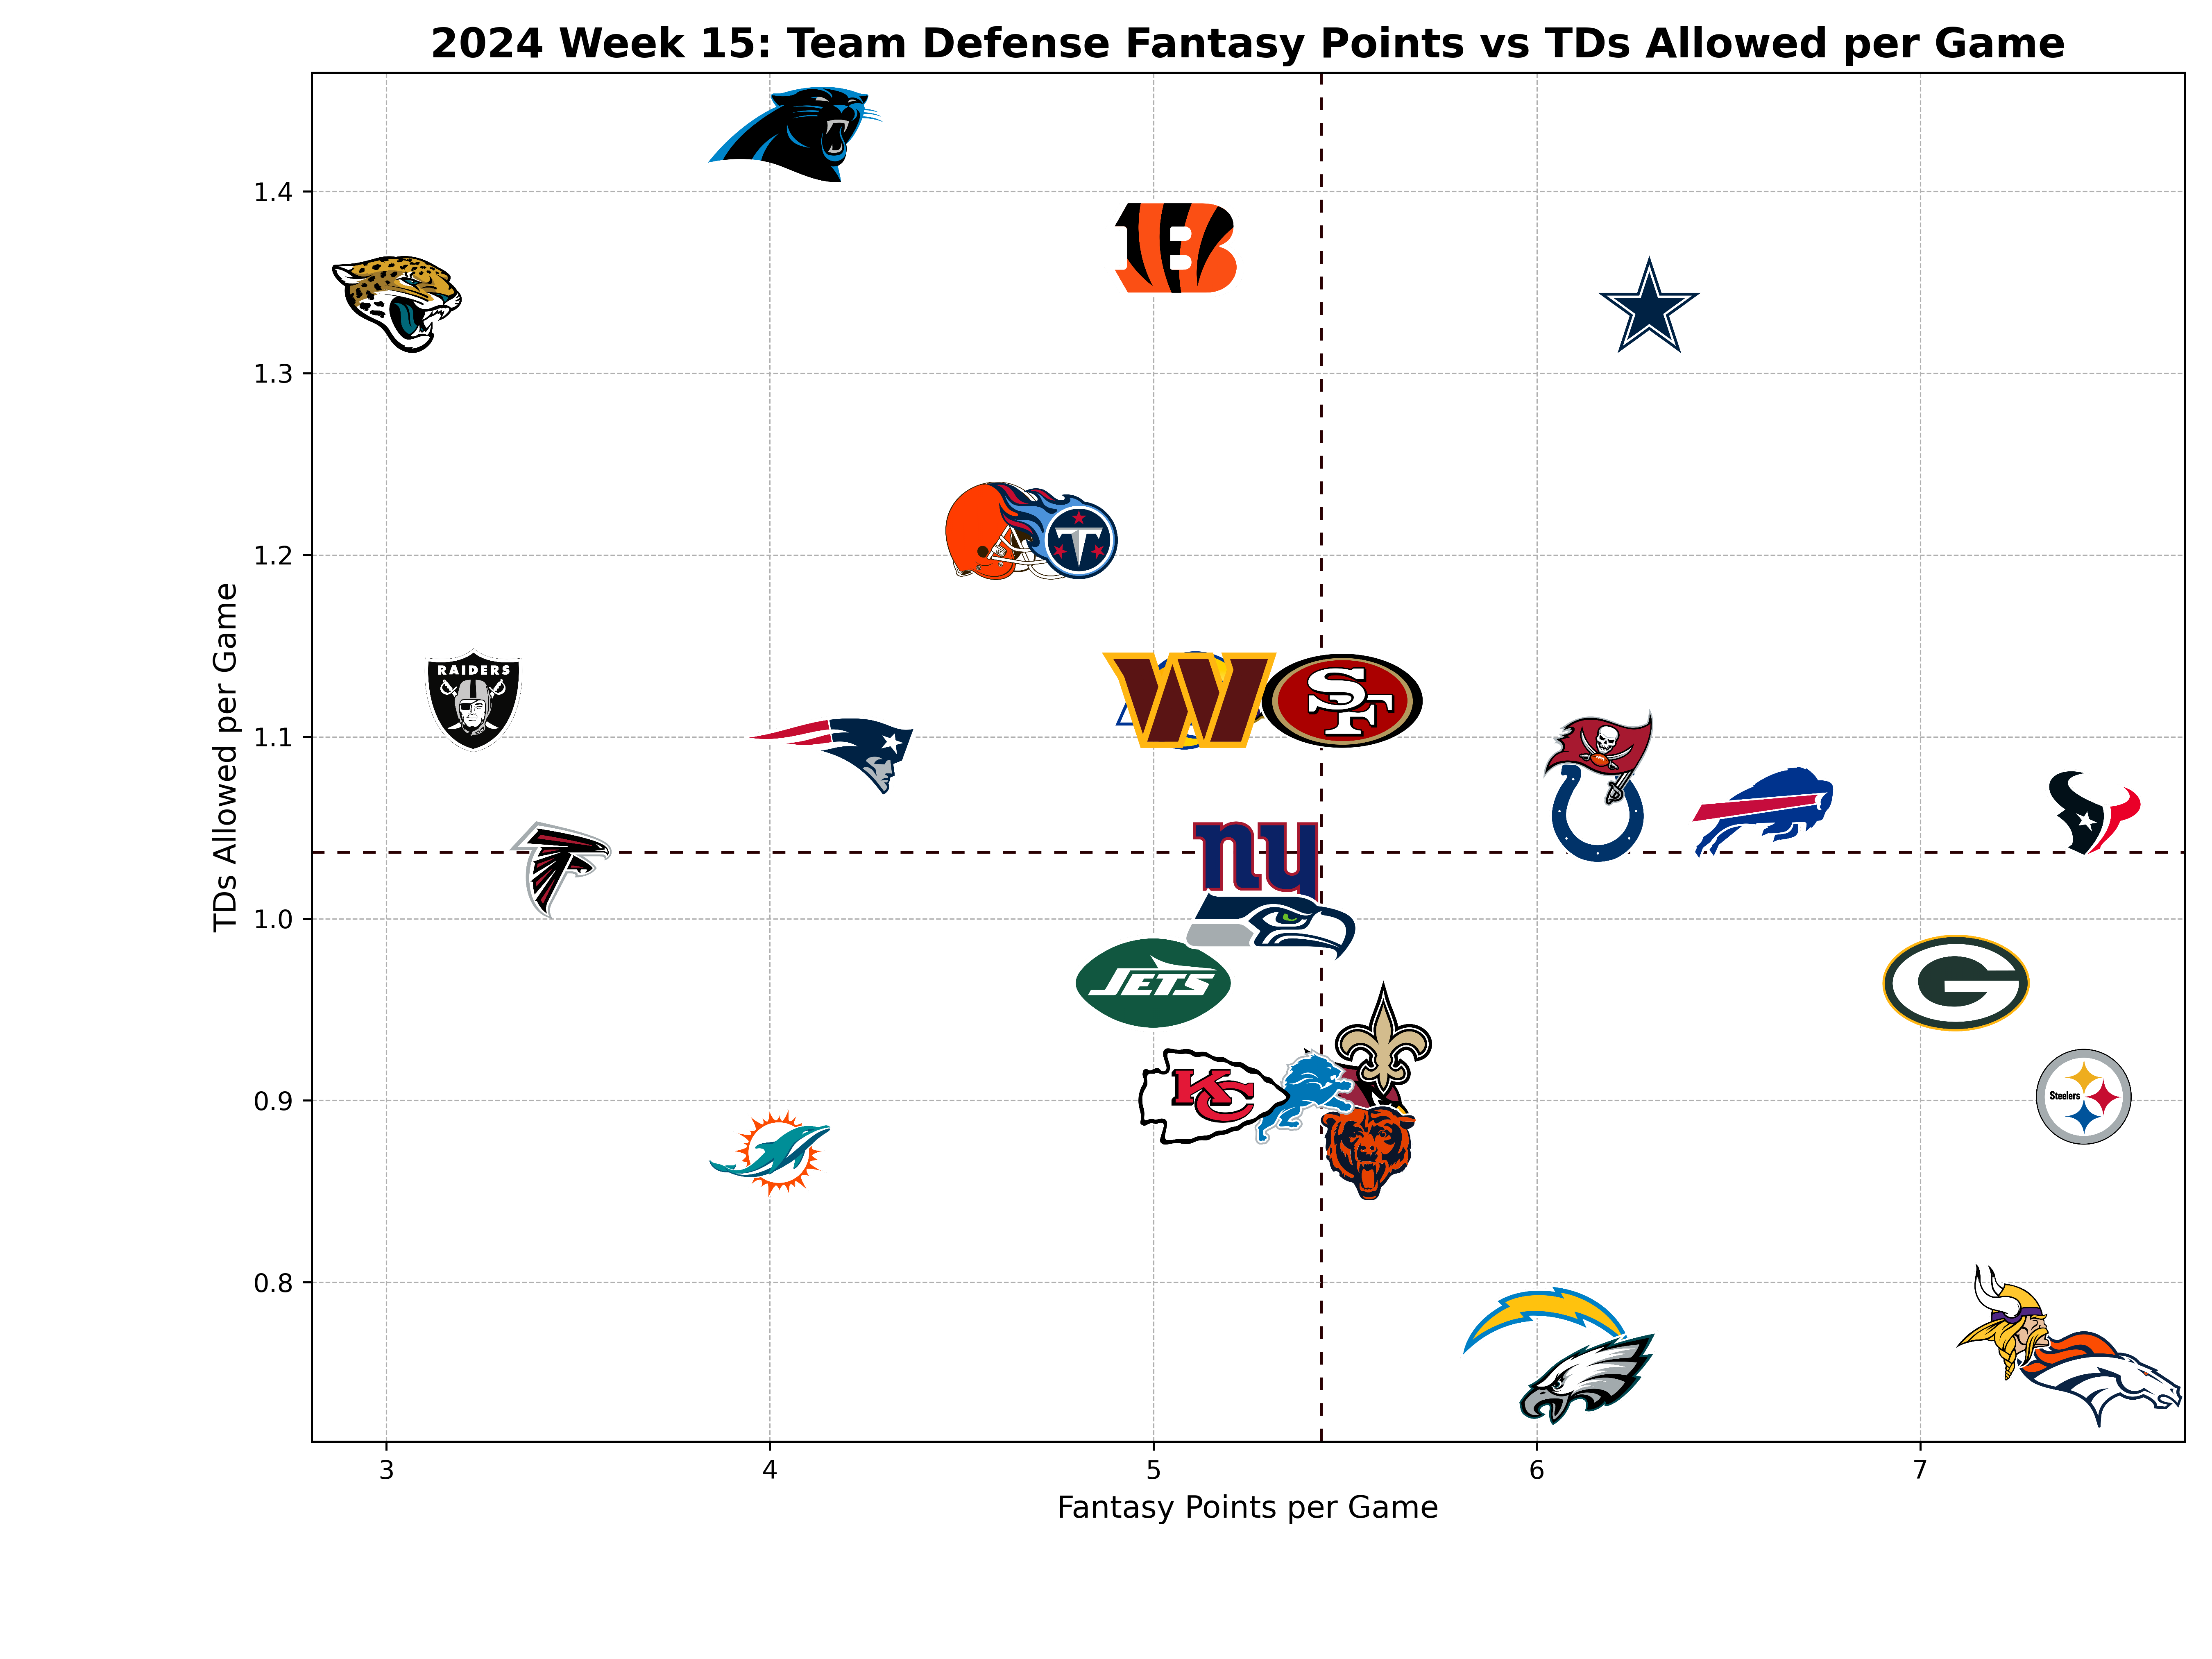 2024 Week 15: Team Defense Fantasy Points vs TDs Allowed per Game
1.4
1.3
1.2
1.1
1.0
0.9
0.8
TDs Allowed per Game
RAIDERS
T
W
SF
ny
JETS
G
KC
Steelers
3 4 5 6 7
Fantasy Points per Game